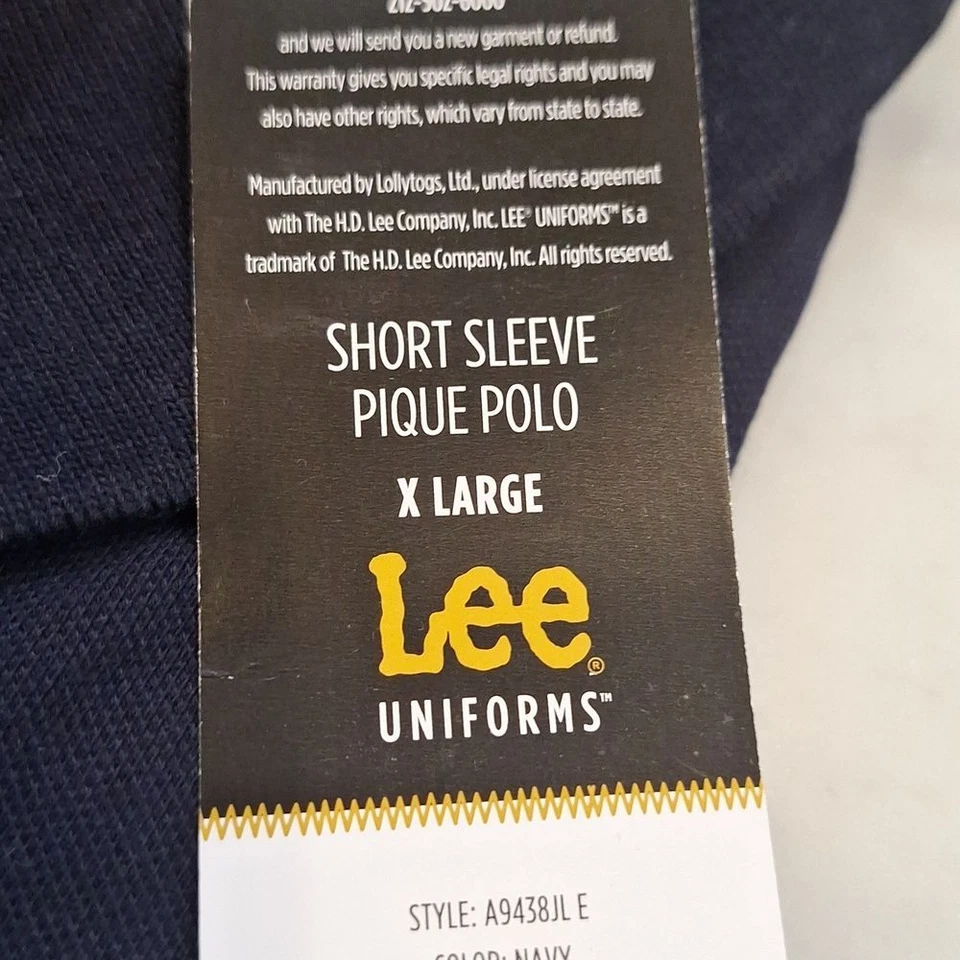 and we will send you a new garment or refund.
This warranty gives you specific legal rights and you may
also have other rights, which vary from state to state.
Manufactured by Lollytogs, Ltd., under license agreement
with The H.D. Lee Company, Inc. LEE® UNIFORMS™ is a
trademark of The H.D. Lee Company, Inc. All rights reserved.
SHORT SLEEVE
PIQUE POLO
X LARGE
Lee®
UNIFORMS™
STYLE: A9438JL E
COLOR: NAVY